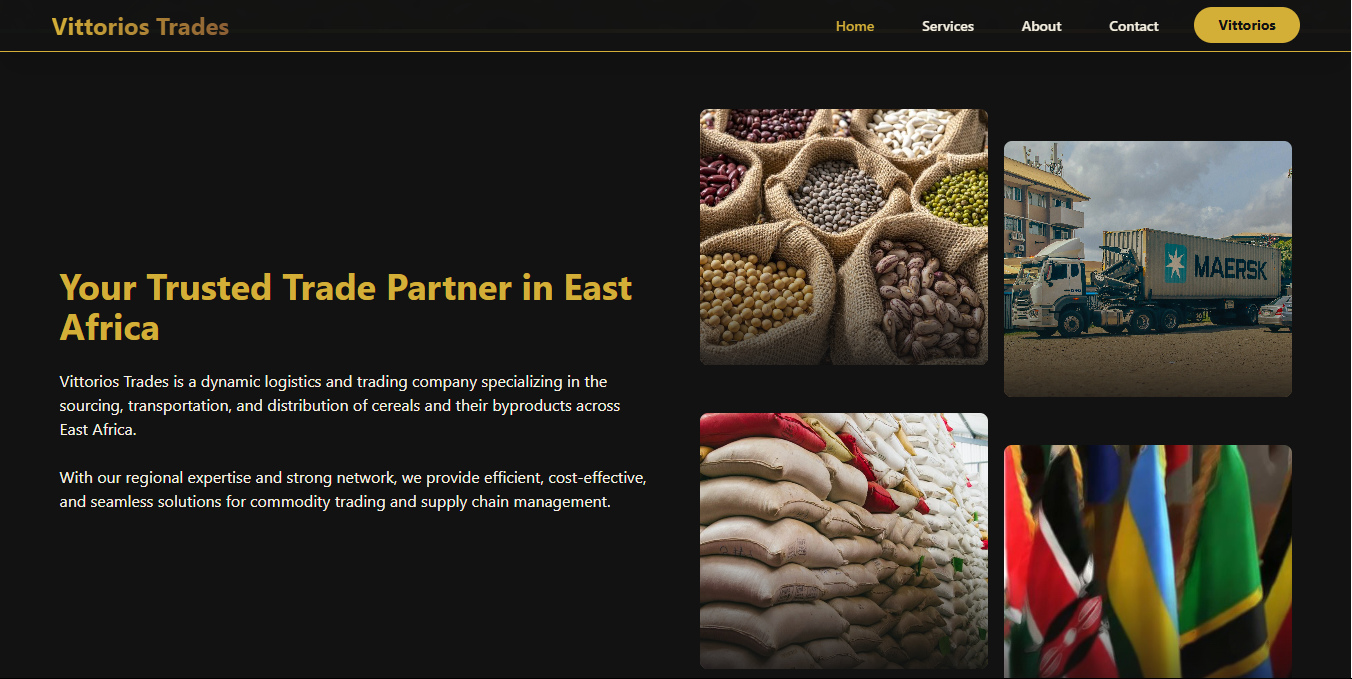 Vittorios Trades
Home
Services
About
Contact
Vittorios
Your Trusted Trade Partner in East
Africa
Vittorios Trades is a dynamic logistics and trading company specializing in the
sourcing, transportation, and distribution of cereals and their byproducts across
East Africa.
With our regional expertise and strong network, we provide efficient, cost-effective,
and seamless solutions for commodity trading and supply chain management.
MAERSK